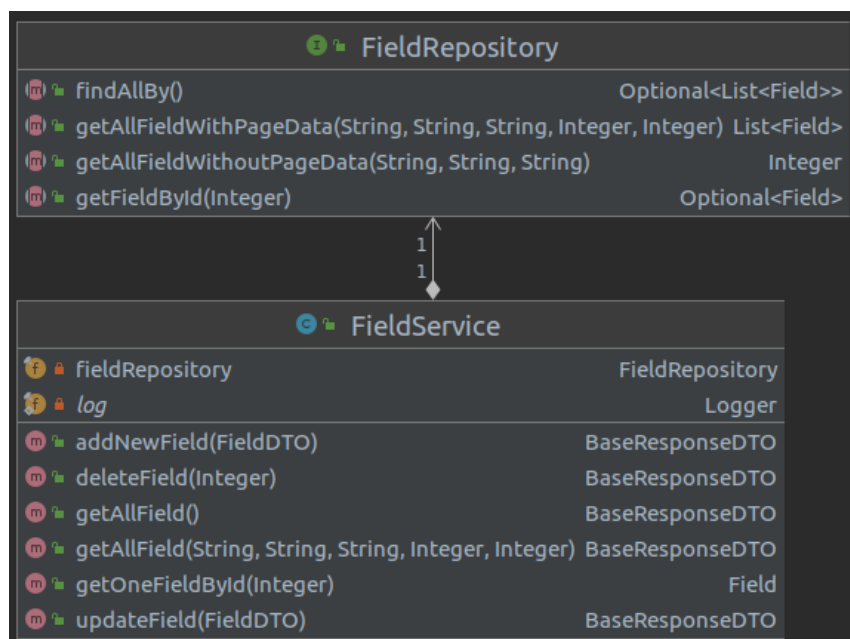 FieldRepository
findAllBy() Optional<List<Field>>
getAllFieldWithPageData(String, String, String, Integer, Integer) List<Field>
getAllFieldWithoutPageData(String, String, String) Integer
getFieldById(Integer) Optional<Field>
1
1
FieldService
fieldRepository FieldRepository
log Logger
addNewField(FieldDTO) BaseResponseDTO
deleteField(Integer) BaseResponseDTO
getAllField() BaseResponseDTO
getAllField(String, String, String, Integer, Integer) BaseResponseDTO
getOneFieldById(Integer) Field
updateField(FieldDTO) BaseResponseDTO